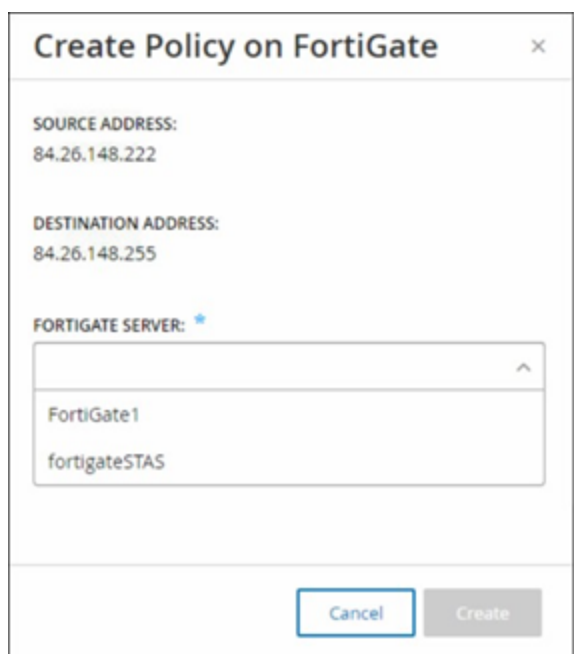 Create Policy on FortiGate ×
SOURCE ADDRESS:
84.26.148.222
DESTINATION ADDRESS:
84.26.148.255
FORTIGATE SERVER: *
FortiGate1
fortigateSTAS
Cancel Create